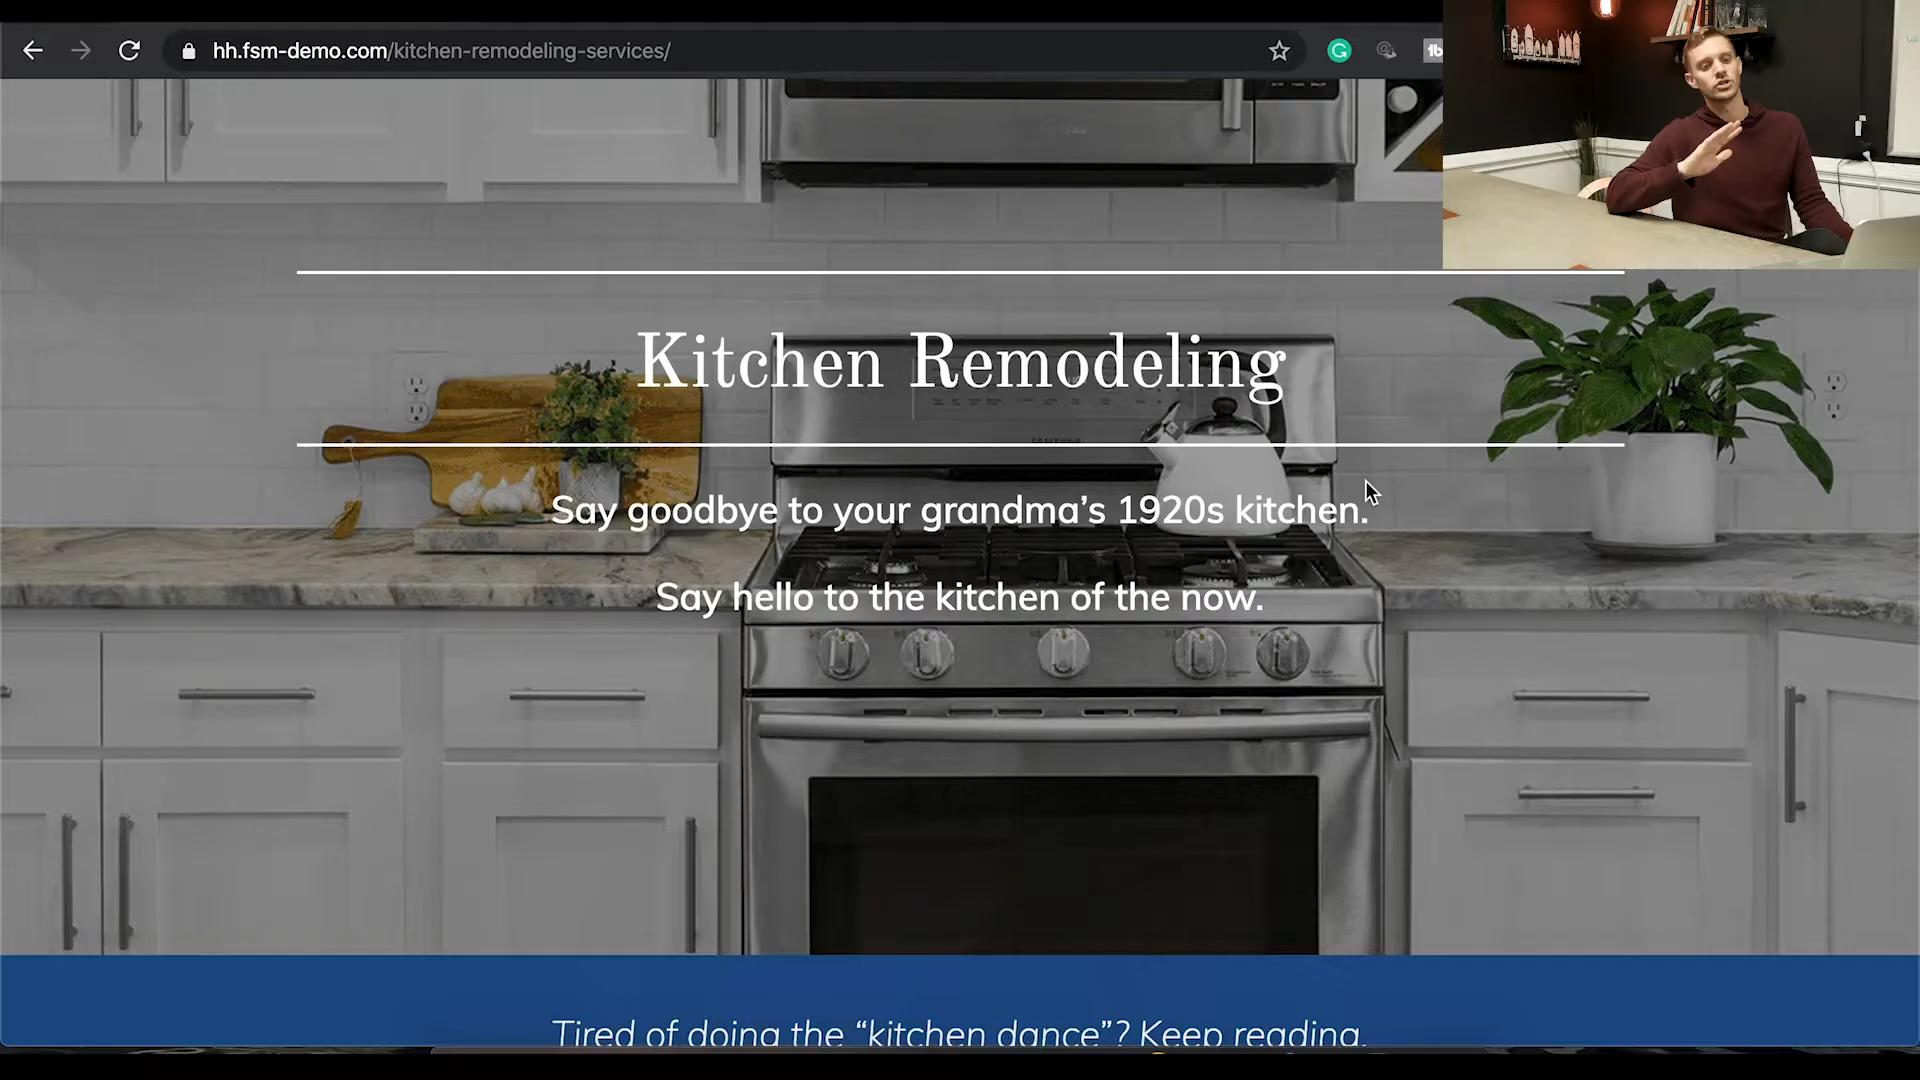 hh.fsm-demo.com/kitchen-remodeling-services/
Kitchen Remodeling
SAMSUNG
Say goodbye to your grandma’s 1920s kitchen.
Say hello to the kitchen of the now.
Tired of doing the “kitchen dance”? Keep reading.